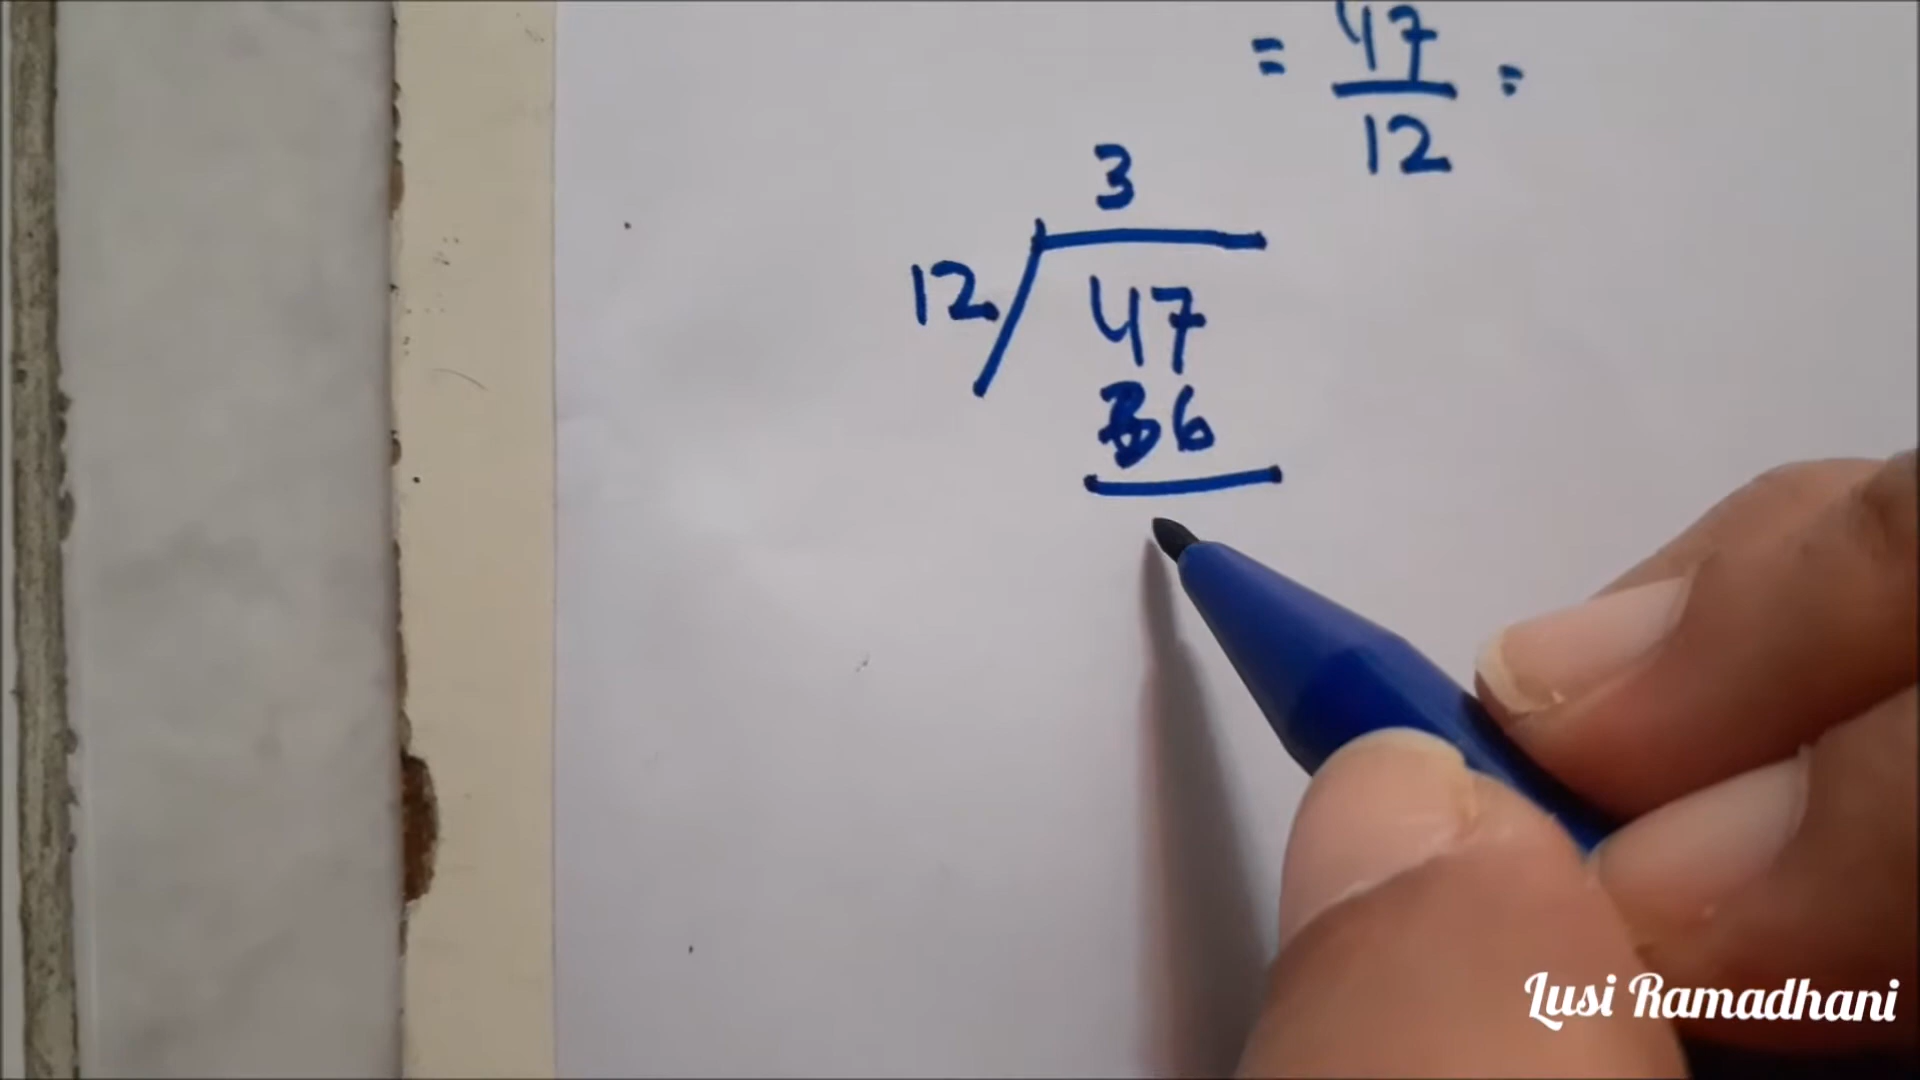 = 47/12 =
3
12 / 47
36
Lusi Ramadhani